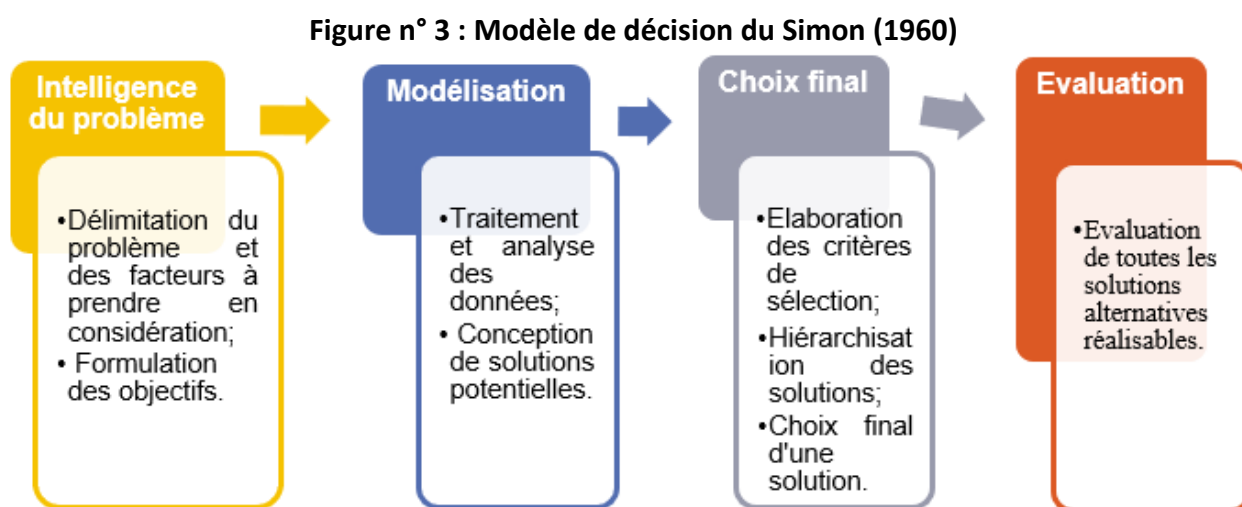 Figure n° 3 : Modèle de décision du Simon (1960)
Intelligence
du problème
•Délimitation du
problème et
des facteurs à
prendre en
considération;
• Formulation
des objectifs.
Modélisation
•Traitement
et analyse
des
données;
• Conception
de solutions
potentielles.
Choix final
•Elaboration
des critères
de
sélection;
•Hiérarchisat
ion des
solutions;
•Choix final
d'une
solution.
Evaluation
•Evaluation
de toutes les
solutions
alternatives
réalisables.